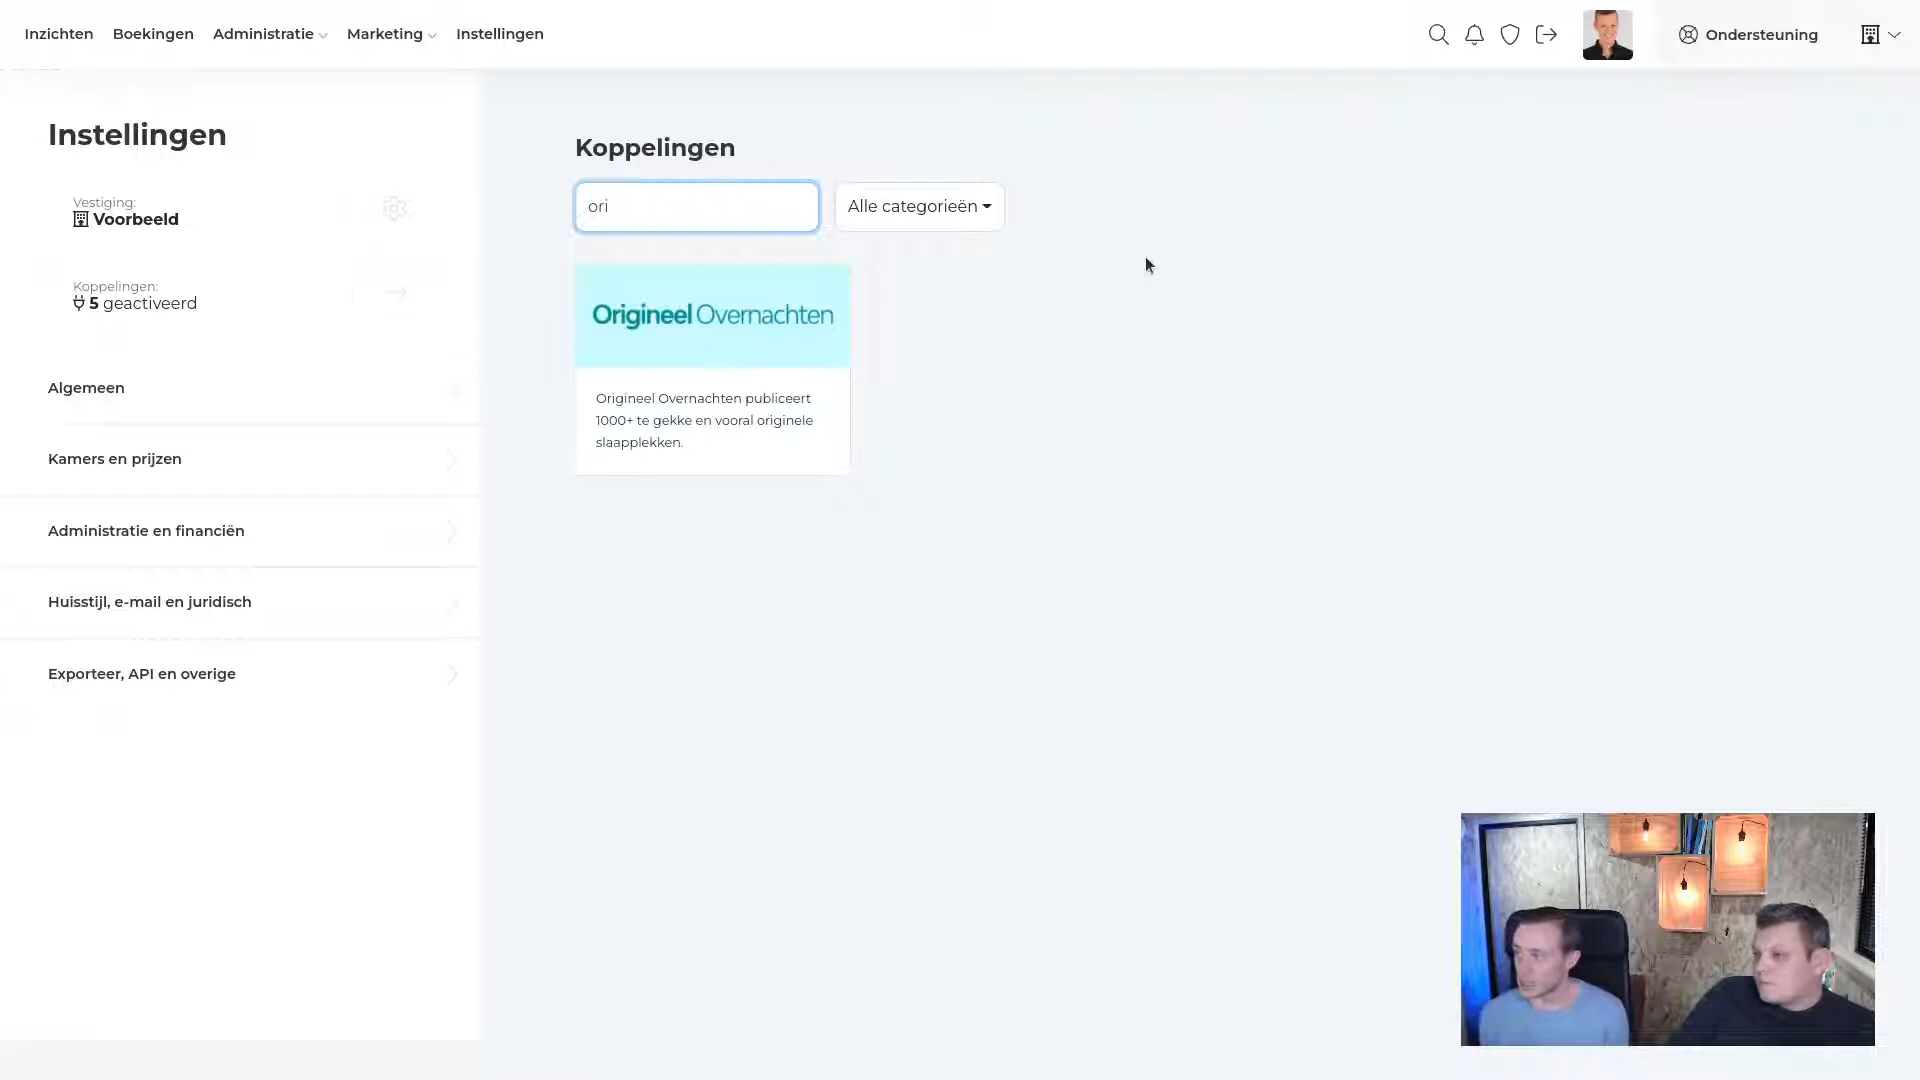 Inzichten Boekingen Administratie Marketing Instellingen Ondersteuning
Instellingen
Vestiging:
Voorbeeld
Koppelingen:
5 geactiveerd
Algemeen
Kamers en prijzen
Administratie en financiën
Huisstijl, e-mail en juridisch
Exporteer, API en overige
Koppelingen
ori Alle categorieën
Origineel Overnachten
Origineel Overnachten publiceert
1000+ te gekke en vooral originele
slaapplekken.